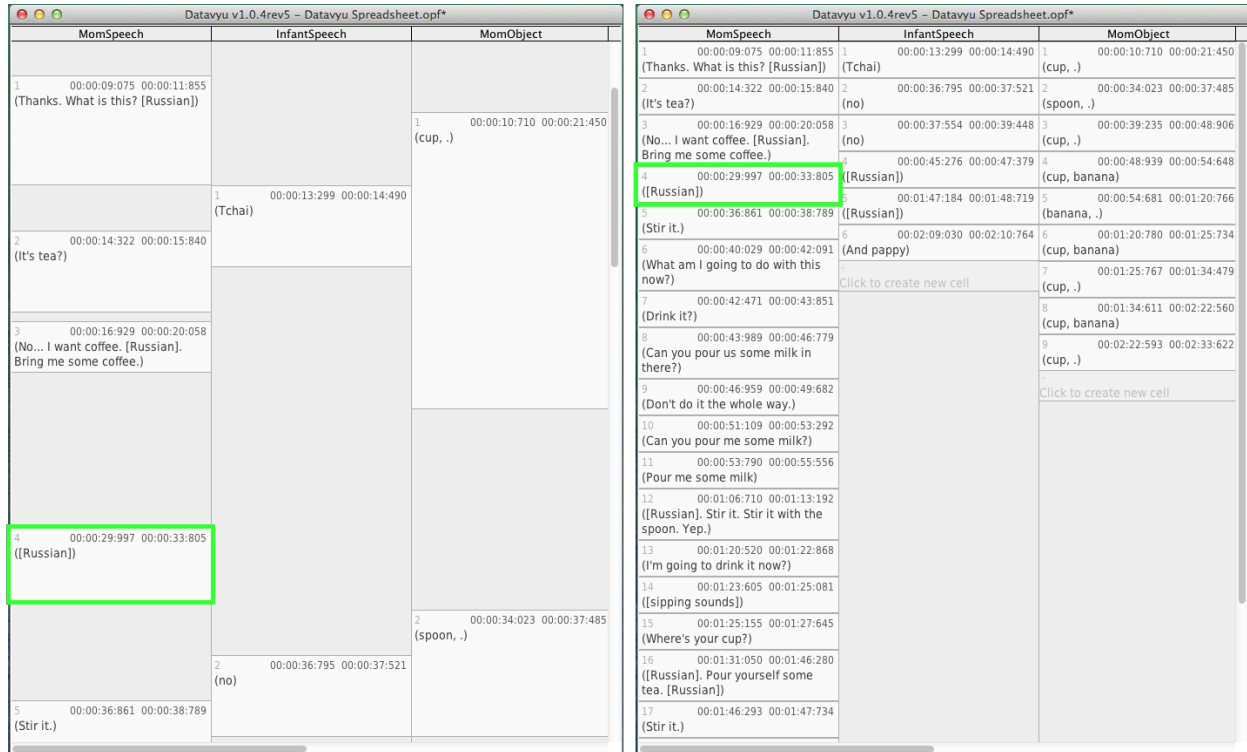 Datavyu v1.0.4rev5 – Datavyu Spreadsheet.opf*
MomSpeech InfantSpeech MomObject
1 00:00:09:075 00:00:11:855
(Thanks. What is this? [Russian])
2 00:00:14:322 00:00:15:840
(It's tea?)
3 00:00:16:929 00:00:20:058
(No... I want coffee. [Russian].
Bring me some coffee.)
4 00:00:29:997 00:00:33:805
([Russian])
5 00:00:36:861 00:00:38:789
(Stir it.)
1 00:00:13:299 00:00:14:490
(Tchai)
2 00:00:36:795 00:00:37:521
(no)
1 00:00:10:710 00:00:21:450
(cup, .)
2 00:00:34:023 00:00:37:485
(spoon, .)
Datavyu v1.0.4rev5 – Datavyu Spreadsheet.opf*
MomSpeech InfantSpeech MomObject
1 00:00:09:075 00:00:11:855
(Thanks. What is this? [Russian])
2 00:00:14:322 00:00:15:840
(It's tea?)
3 00:00:16:929 00:00:20:058
(No... I want coffee. [Russian].
Bring me some coffee.)
4 00:00:29:997 00:00:33:805
([Russian])
5 00:00:36:861 00:00:38:789
(Stir it.)
6 00:00:40:029 00:00:42:091
(What am I going to do with this
now?)
7 00:00:42:471 00:00:43:851
(Drink it?)
8 00:00:43:989 00:00:46:779
(Can you pour us some milk in
there?)
9 00:00:46:959 00:00:49:682
(Don't do it the whole way.)
10 00:00:51:109 00:00:53:292
(Can you pour me some milk?)
11 00:00:53:790 00:00:55:556
(Pour me some milk)
12 00:01:06:710 00:01:13:192
([Russian]. Stir it. Stir it with the
spoon. Yep.)
13 00:01:20:520 00:01:22:868
(I'm going to drink it now?)
14 00:01:23:605 00:01:25:081
([sipping sounds])
15 00:01:25:155 00:01:27:645
(Where's your cup?)
16 00:01:31:050 00:01:46:280
([Russian]. Pour yourself some
tea. [Russian])
17 00:01:46:293 00:01:47:734
(Stir it.)
1 00:00:13:299 00:00:14:490
(Tchai)
2 00:00:36:795 00:00:37:521
(no)
3 00:00:37:554 00:00:39:448
(no)
4 00:00:45:276 00:00:47:379
([Russian])
5 00:01:47:184 00:01:48:719
([Russian])
6 00:02:09:030 00:02:10:764
(And pappy)
+
Click to create new cell
1 00:00:10:710 00:00:21:450
(cup, .)
2 00:00:34:023 00:00:37:485
(spoon, .)
3 00:00:39:235 00:00:48:906
(cup, .)
4 00:00:48:939 00:00:54:648
(cup, banana)
5 00:00:54:681 00:01:20:766
(banana, .)
6 00:01:20:780 00:01:25:734
(cup, banana)
7 00:01:25:767 00:01:34:479
(cup, .)
8 00:01:34:611 00:02:22:560
(cup, banana)
9 00:02:22:593 00:02:33:622
(cup, .)
+
Click to create new cell